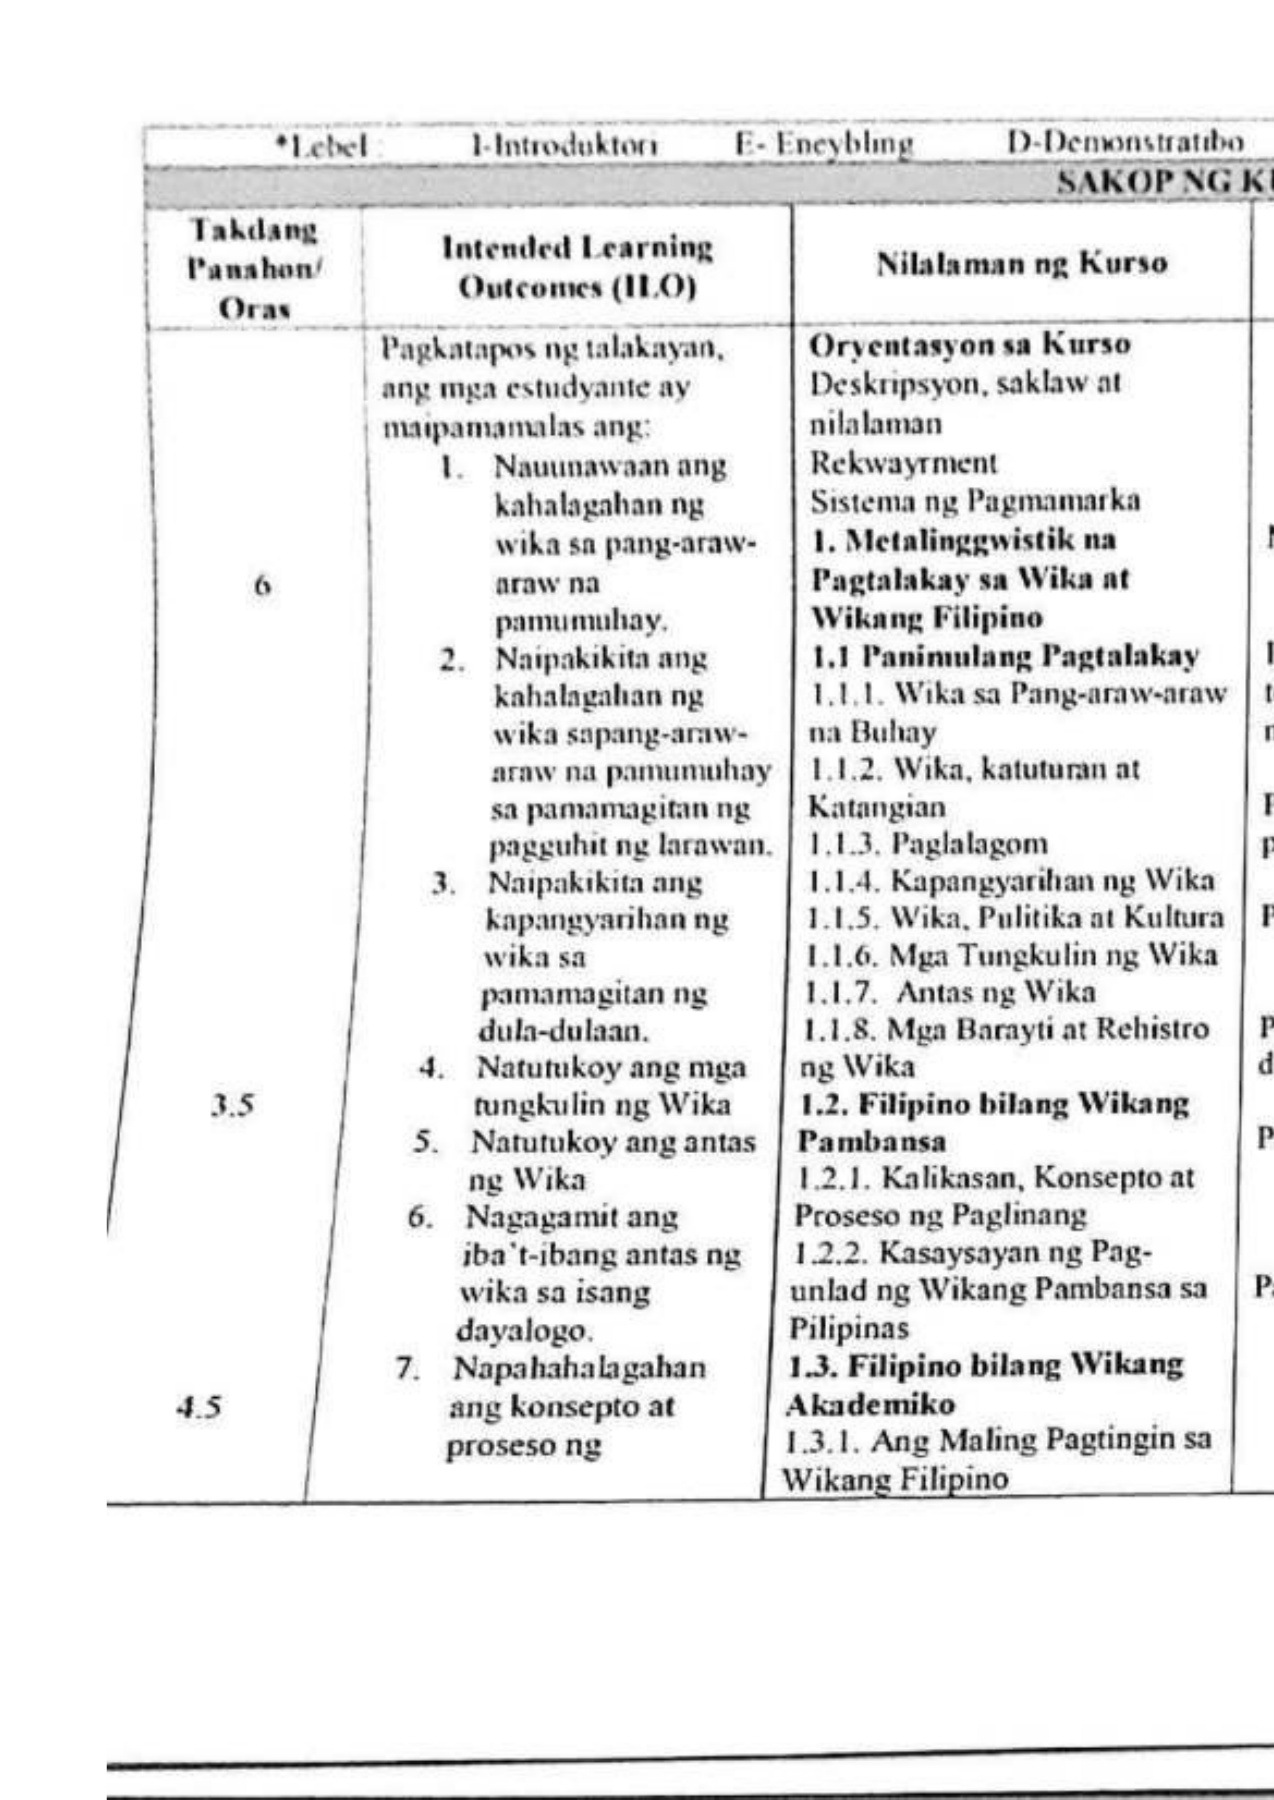 *Lebel : I-Introduktori E- Eneybling D-Demonstratibo
SAKOP NG
Takdang
Panahon/
Oras
Intended Learning
Outcomes (ILO)
Nilalaman ng Kurso
6
3.5
4.5
Pagkatapos ng talakayan,
ang mga estudyante ay
maipamamalas ang:
1. Nauunawaan ang
kahalagahan ng
wika sa pang-araw-
araw na
pamumuhay.
2. Naipakikita ang
kahalagahan ng
wika sapang-araw-
araw na pamumuhay
sa pamamagitan ng
pagguhit ng larawan.
3. Naipakikita ang
kapangyarihan ng
wika sa
pamamagitan ng
dula-dulaan.
4. Natutukoy ang mga
tungkulin ng Wika
5. Natutukoy ang antas
ng Wika
6. Nagagamit ang
iba't-ibang antas ng
wika sa isang
dayalogo.
7. Napahahalagahan
ang konsepto at
proseso ng
Oryentasyon sa Kurso
Deskripsyon, saklaw at
nilalaman
Rekwayrment
Sistema ng Pagmamarka
1. Metalinggwistik na
Pagtalakay sa Wika at
Wikang Filipino
1.1 Panimulang Pagtalakay
1.1.1. Wika sa Pang-araw-araw
na Buhay
1.1.2. Wika, katuturan at
Katangian
1.1.3. Paglalagom
1.1.4. Kapangyarihan ng Wika
1.1.5. Wika, Pulitika at Kultura
1.1.6. Mga Tungkulin ng Wika
1.1.7. Antas ng Wika
1.1.8. Mga Barayti at Rehistro
ng Wika
1.2. Filipino bilang Wikang
Pambansa
1.2.1. Kalikasan, Konsepto at
Proseso ng Paglinang
1.2.2. Kasaysayan ng Pag-
unlad ng Wikang Pambansa sa
Pilipinas
1.3. Filipino bilang Wikang
Akademiko
1.3.1. Ang Maling Pagtingin sa
Wikang Filipino